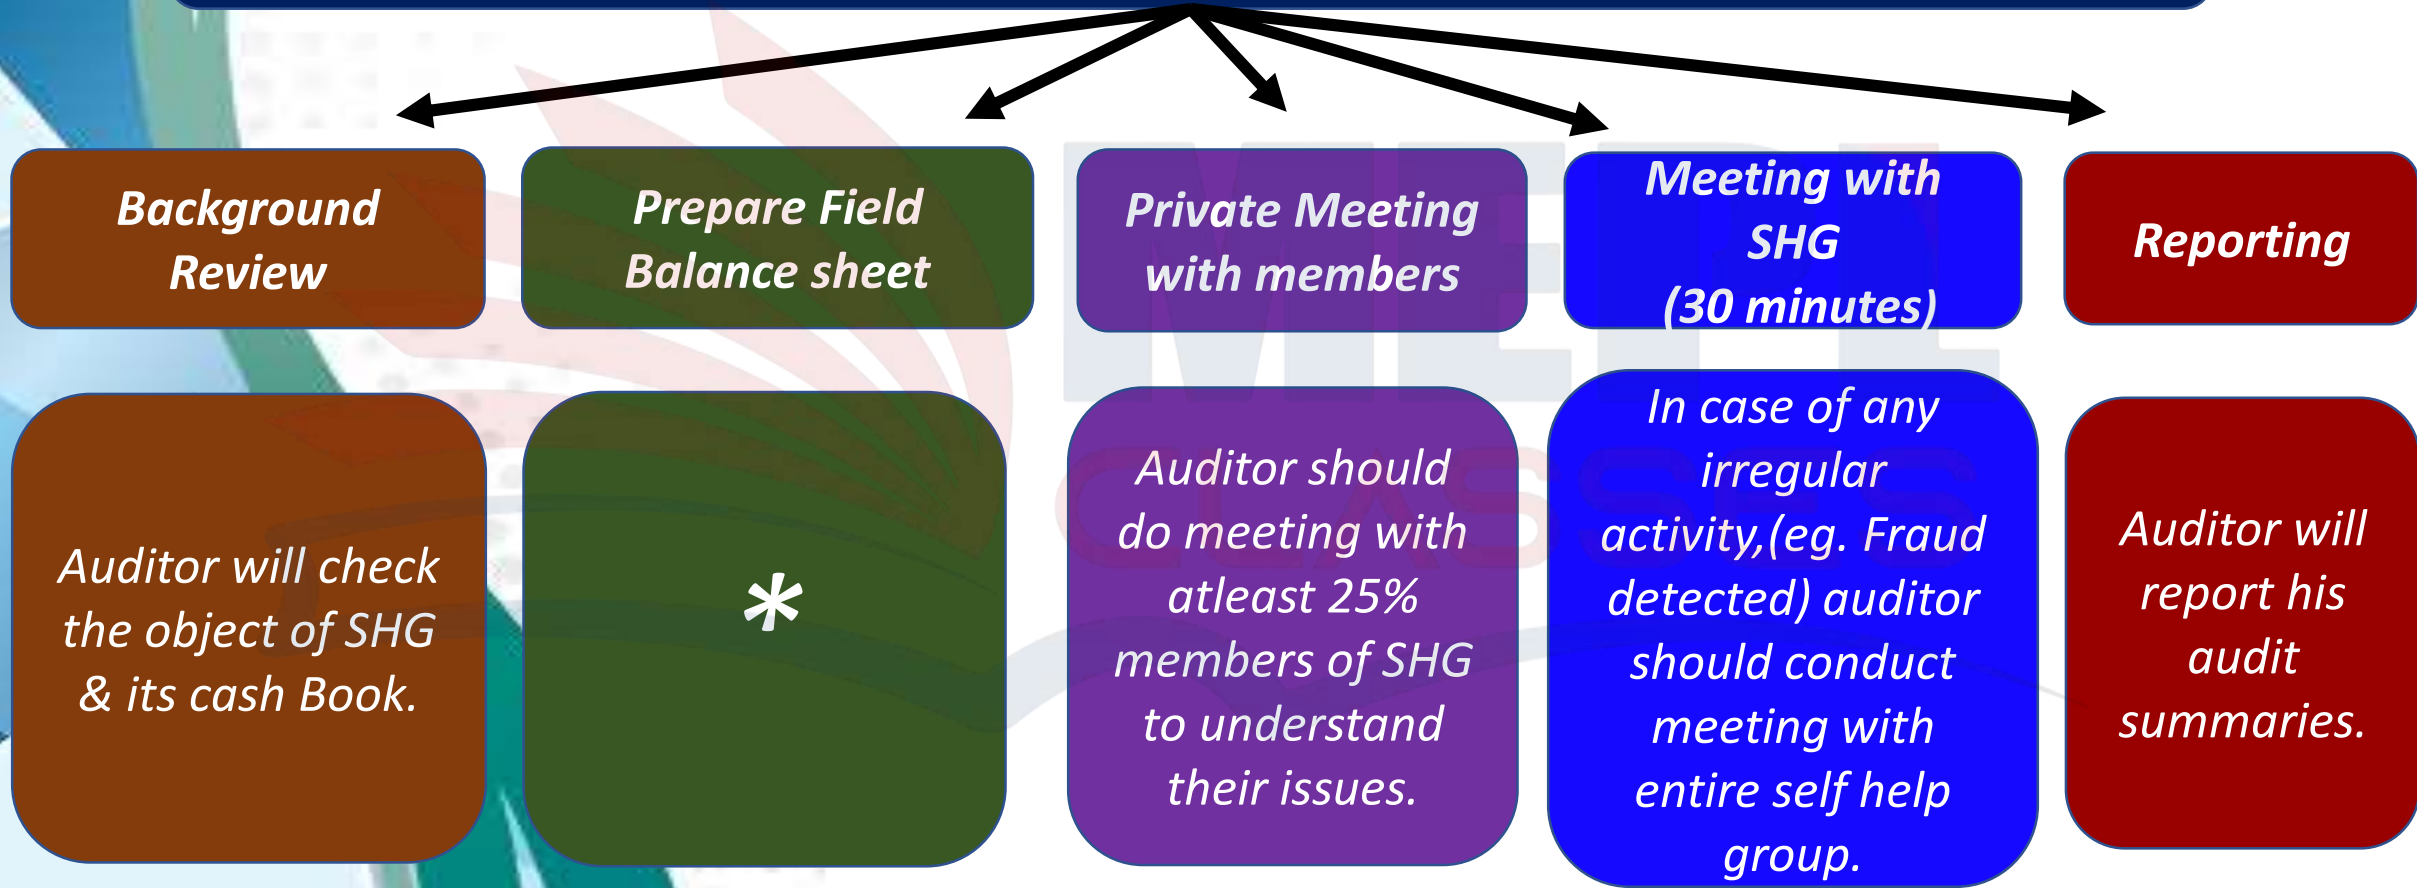 Background
Review
Prepare Field
Balance sheet
Private Meeting
with members
Meeting with
SHG
(30 minutes)
Reporting
Auditor will check
the object of SHG
& its cash Book.
*
Auditor should
do meeting with
atleast 25%
members of SHG
to understand
their issues.
In case of any
irregular
activity,(eg. Fraud
detected) auditor
should conduct
meeting with
entire self help
group.
Auditor will
report his
audit
summaries.
MEPL
CLASSES